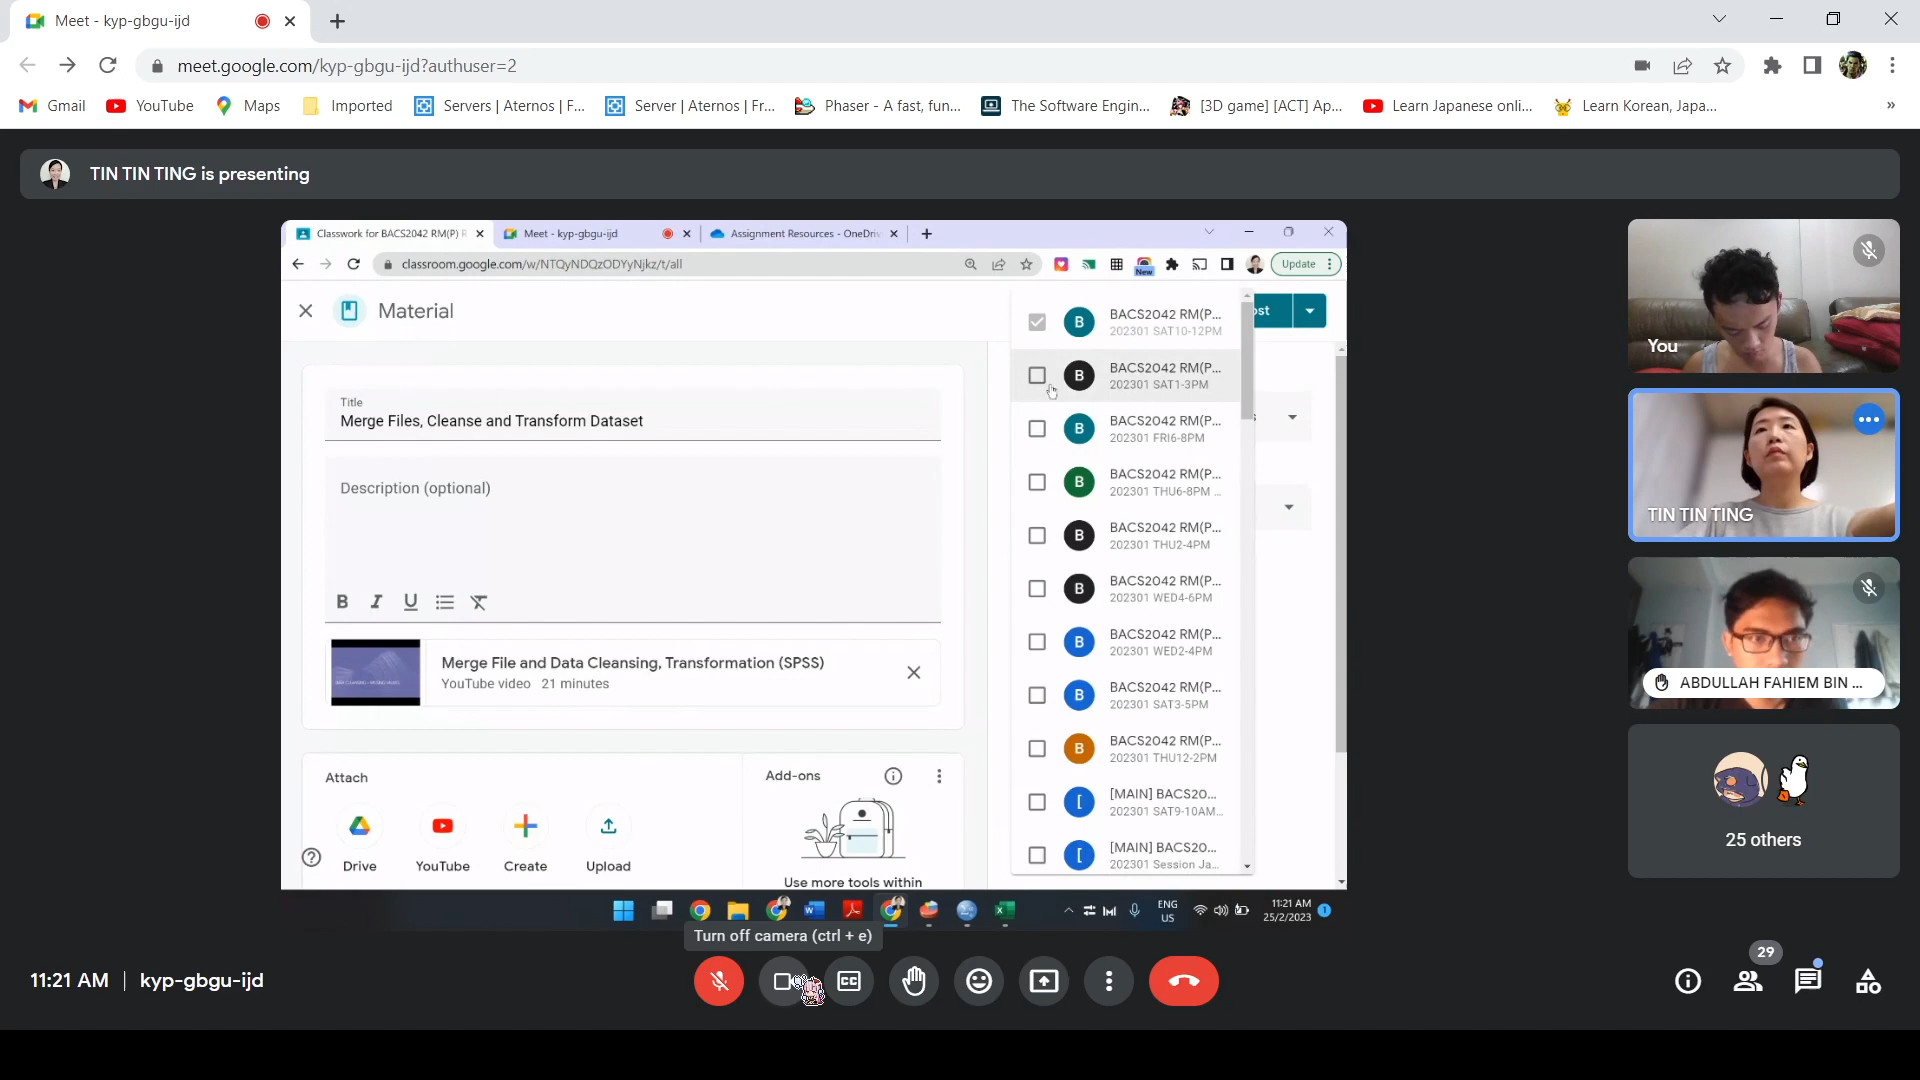 Meet - kyp-gbgu-ijd
meet.google.com/kyp-gbgu-ijd?authuser=2
Gmail
YouTube
Maps
Imported
Servers | Aternos | F...
Server | Aternos | Fr...
Phaser - A fast, fun...
The Software Engin...
[3D game] [ACT] Ap...
Learn Japanese onli...
Learn Korean, Japa...
»
TIN TIN TING is presenting
Classwork for BACS2042 RM(P) R
Meet - kyp-gbgu-ijd
Assignment Resources - OneDriv
classroom.google.com/w/NTQyNDQzODYyNjkz/t/all
New
Update
Material
ost
Title
Merge Files, Cleanse and Transform Dataset
Description (optional)
B I U
Merge File and Data Cleansing, Transformation (SPSS)
YouTube video 21 minutes
Attach
Drive
YouTube
Create
Upload
Add-ons
Use more tools within
B
BACS2042 RM(P...
202301 SAT10-12PM
B
BACS2042 RM(P...
202301 SAT1-3PM
B
BACS2042 RM(P...
202301 FRI6-8PM
B
BACS2042 RM(P...
202301 THU6-8PM ...
B
BACS2042 RM(P...
202301 THU2-4PM
B
BACS2042 RM(P...
202301 WED4-6PM
B
BACS2042 RM(P...
202301 WED2-4PM
B
BACS2042 RM(P...
202301 SAT3-5PM
B
BACS2042 RM(P...
202301 THU12-2PM
[
[MAIN] BACS20...
202301 SAT9-10AM...
[
[MAIN] BACS20...
202301 Session Ja...
ENG
US
11:21 AM
25/2/2023
1
You
TIN TIN TING
ABDULLAH FAHIEM BIN ...
25 others
Turn off camera (ctrl + e)
11:21 AM | kyp-gbgu-ijd
29